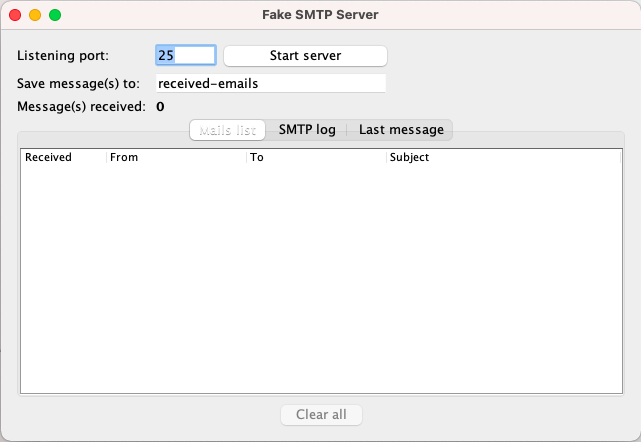 Fake SMTP Server
Listening port: 25 Start server
Save message(s) to: received-emails
Message(s) received: 0
Mails list SMTP log Last message
Received From To Subject
Clear all